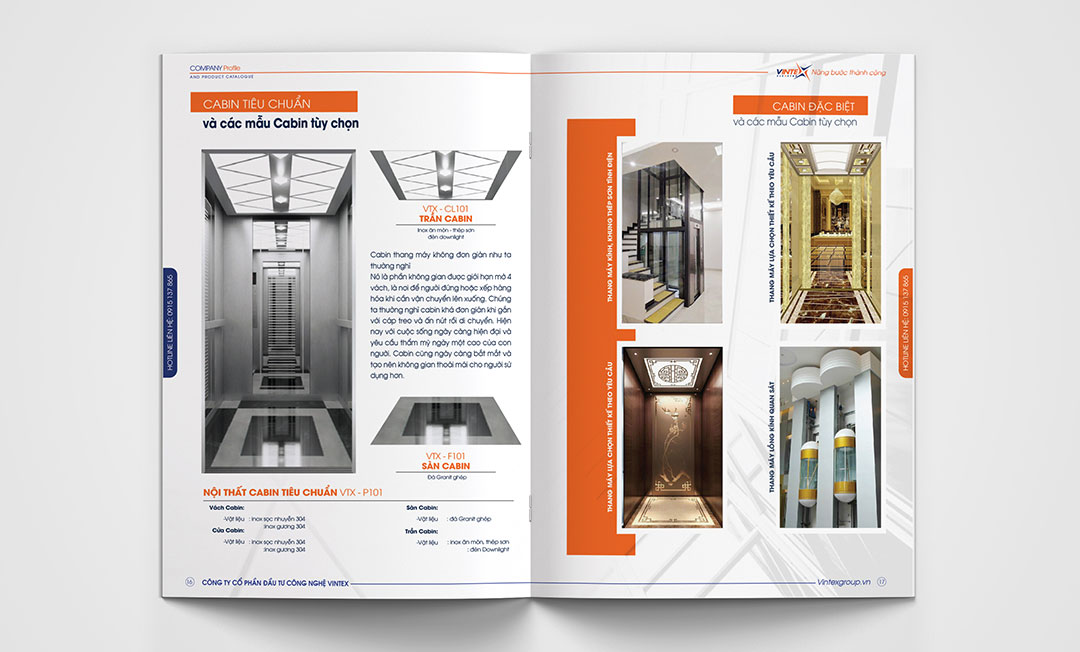 COMPANY Profile
AND PRODUCT CATALOGUE
CABIN TIÊU CHUẨN
và các mẫu Cabin tùy chọn
VTX - CL101
TRẦN CABIN
Inox ăn mòn - thép sơn
đèn downlight
Cabin thang máy không đơn giản như ta
thường nghĩ
Nó là phần không gian được giới hạn mỏ 4
vách, là nơi để người đứng hoặc xếp hàng
hóa khi cần vận chuyển lên xuống. Chúng
ta thường nghĩ cabin khá đơn giản khi gắn
với cáp treo và ấn nút rồi di chuyển. Hiện
nay với cuộc sống ngày càng hiện đại và
yêu cầu thẩm mỹ ngày một cao của con
người. Cabin cũng ngày càng bắt mắt và
tạo nên không gian thoải mái cho người sử
dụng hơn.
VTX - F101
SÀN CABIN
Đá Granit ghép
NỘI THẤT CABIN TIÊU CHUẨN VTX - P101
Vách Cabin:
-Vật liệu : Inox sọc nhuyễn 304
:Inox gương 304
Cửa Cabin:
-Vật liệu : Inox sọc nhuyễn 304
:Inox gương 304
Sàn Cabin:
-Vật liệu : đá Granit ghép
Trần Cabin:
-Vật liệu : inox ăn mòn, thép sơn
: đèn Downlight
HOTLINE LIÊN HỆ: 0915 137 865
16 CÔNG TY CỔ PHẦN ĐẦU TƯ CÔNG NGHỆ VINTEX
VINTEX Nâng bước thành công
CABIN ĐẶC BIỆT
và các mẫu Cabin tùy chọn
THANG MÁY KÍNH, KHUNG THÉP SƠN TĨNH ĐIỆN
THANG MÁY LỰA CHỌN THIẾT KẾ THEO YÊU CẦU
THANG MÁY LỰA CHỌN THIẾT KẾ THEO YÊU CẦU
THANG MÁY LỒNG KÍNH QUAN SÁT
HOTLINE LIÊN HỆ: 0915 137 865
Vintexgroup.vn 17